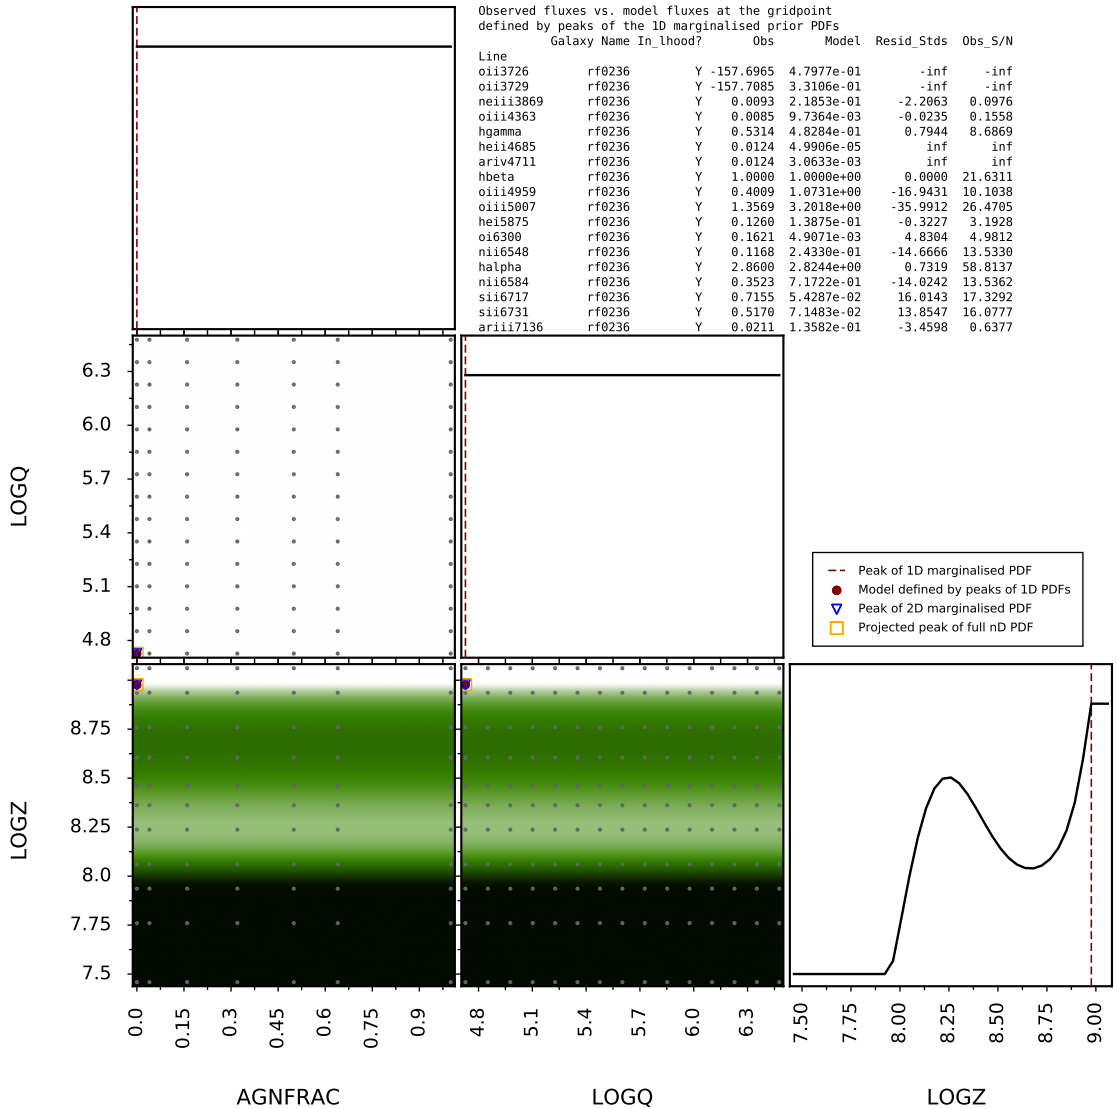 Observed fluxes vs. model fluxes at the gridpoint
defined by peaks of the 1D marginalised prior PDFs
Galaxy Name In_lhood? Obs Model Resid_Stds Obs_S/N
Line
oii3726 rf0236 Y -157.6965 4.7977e-01 -inf -inf
oii3729 rf0236 Y -157.7085 3.3106e-01 -inf -inf
neiii3869 rf0236 Y 0.0093 2.1853e-01 -2.2063 0.0976
oiii4363 rf0236 Y 0.0085 9.7364e-03 -0.0235 0.1558
hgamma rf0236 Y 0.5314 4.8284e-01 0.7944 8.6869
heii4685 rf0236 Y 0.0124 4.9906e-05 inf inf
ariv4711 rf0236 Y 0.0124 3.0633e-03 inf inf
hbeta rf0236 Y 1.0000 1.0000e+00 0.0000 21.6311
oiii4959 rf0236 Y 0.4009 1.0731e+00 -16.9431 10.1038
oiii5007 rf0236 Y 1.3569 3.2018e+00 -35.9912 26.4705
hei5875 rf0236 Y 0.1260 1.3875e-01 -0.3227 3.1928
oi6300 rf0236 Y 0.1621 4.9071e-03 4.8304 4.9812
nii6548 rf0236 Y 0.1168 2.4330e-01 -14.6666 13.5330
halpha rf0236 Y 2.8600 2.8244e+00 0.7319 58.8137
nii6584 rf0236 Y 0.3523 7.1722e-01 -14.0242 13.5362
sii6717 rf0236 Y 0.7155 5.4287e-02 16.0143 17.3292
sii6731 rf0236 Y 0.5170 7.1483e-02 13.8547 16.0777
ariii7136 rf0236 Y 0.0211 1.3582e-01 -3.4598 0.6377
LOGQ
6.3
6.0
5.7
5.4
5.1
4.8
Peak of 1D marginalised PDF
Model defined by peaks of 1D PDFs
Peak of 2D marginalised PDF
Projected peak of full nD PDF
LOGZ
8.75
8.5
8.25
8.0
7.75
7.5
0.0 0.15 0.3 0.45 0.6 0.75 0.9
4.8 5.1 5.4 5.7 6.0 6.3
7.50 7.75 8.00 8.25 8.50 8.75 9.00
AGNFRAC LOGQ LOGZ